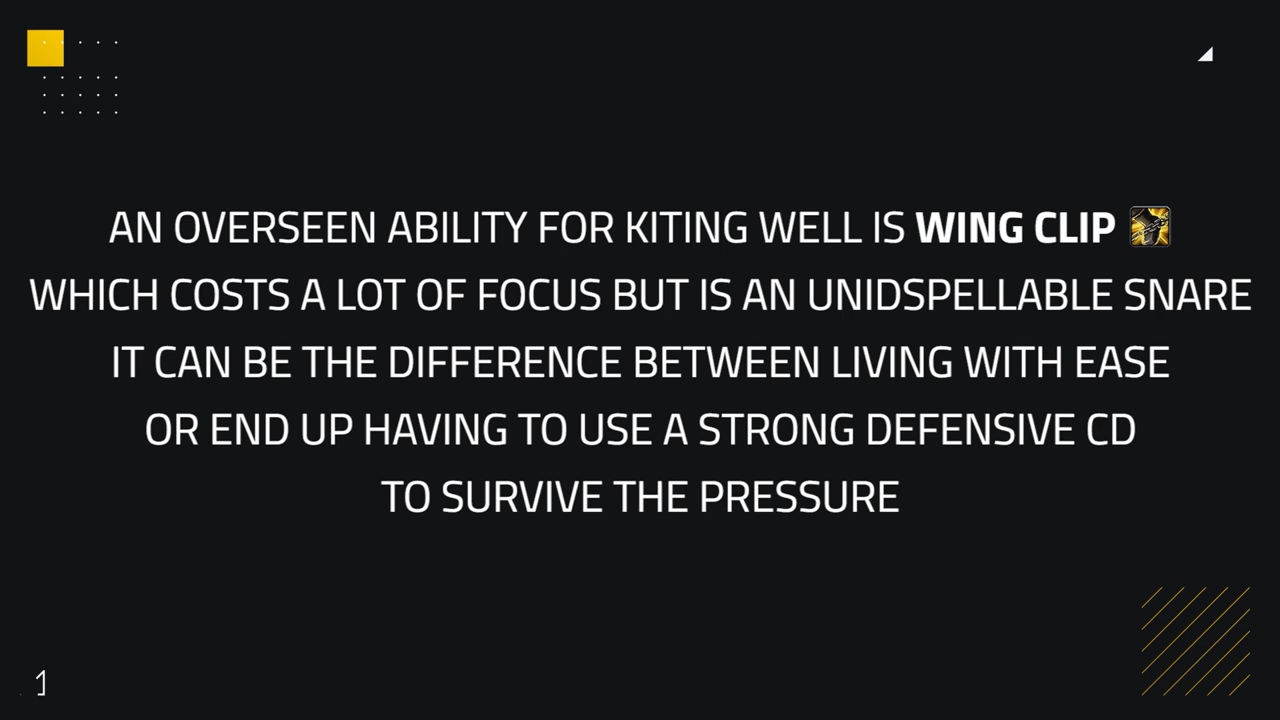 AN OVERSEEN ABILITY FOR KITING WELL IS WING CLIP
WHICH COSTS A LOT OF FOCUS BUT IS AN UNIDSPELLABLE SNARE
IT CAN BE THE DIFFERENCE BETWEEN LIVING WITH EASE
OR END UP HAVING TO USE A STRONG DEFENSIVE CD
TO SURVIVE THE PRESSURE
1